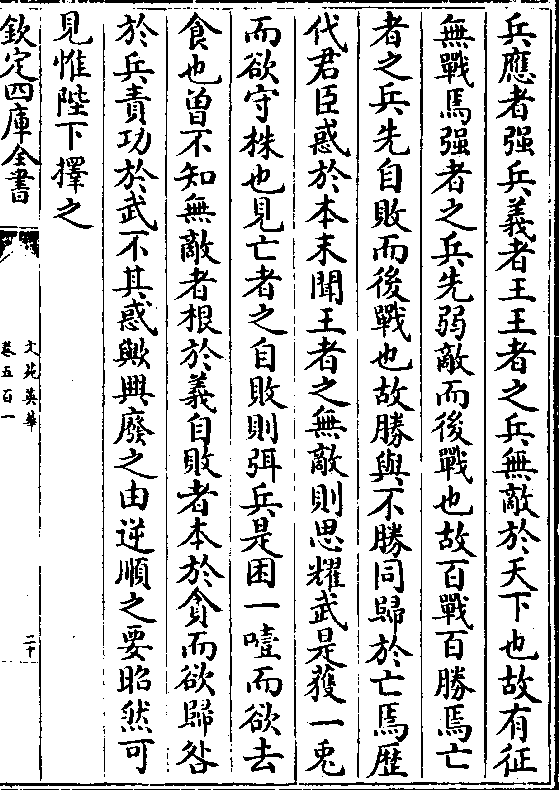 兵應者强兵義者王王者之兵無敵於天下也故有征
無戰焉强者之兵先弱敵而後戰也故百戰百勝焉亡
者之兵先自敗而後戰也故勝與不勝同歸於亡焉歴
代君臣惑於本末聞王者之無敵則思耀武是獲一兎
而欲守株也見亡者之自敗則弭兵是困一噎而欲去
食也曾不知無敵者根於義自敗者本於貪而欲歸咎
於兵責功於武不其惑歟興廢之由逆順之要昭然可
見惟陛下擇之
欽定四庫全書
文苑英華
卷五百一
二十